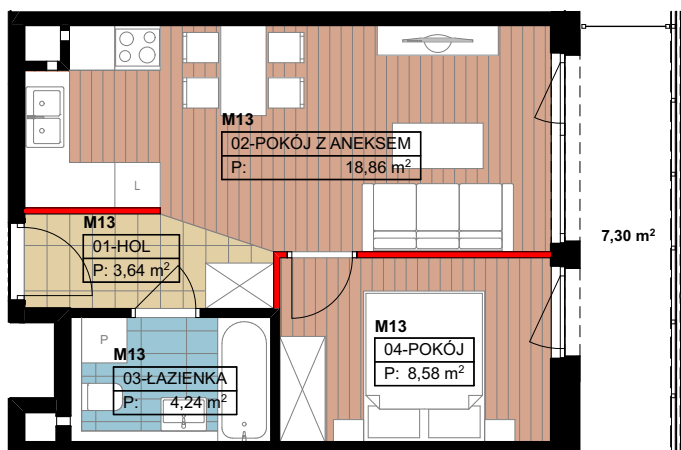 M13
02-POKÓJ Z ANEKSEM
P: 18,86 m²
L
M13
01-HOL
P: 3,64 m²
7,30 m²
M13
04-POKÓJ
P: 8,58 m²
P
M13
03-ŁAZIENKA
P: 4,24 m²